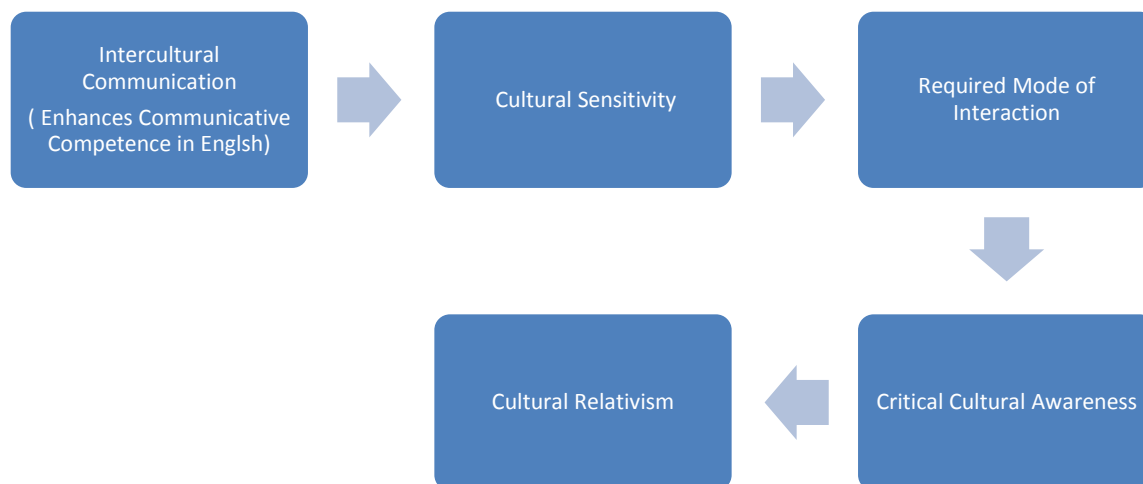 Intercultural
Communication
( Enhances Communicative
Competence in Englsh)
Cultural Sensitivity
Required Mode of
Interaction
Critical Cultural Awareness
Cultural Relativism